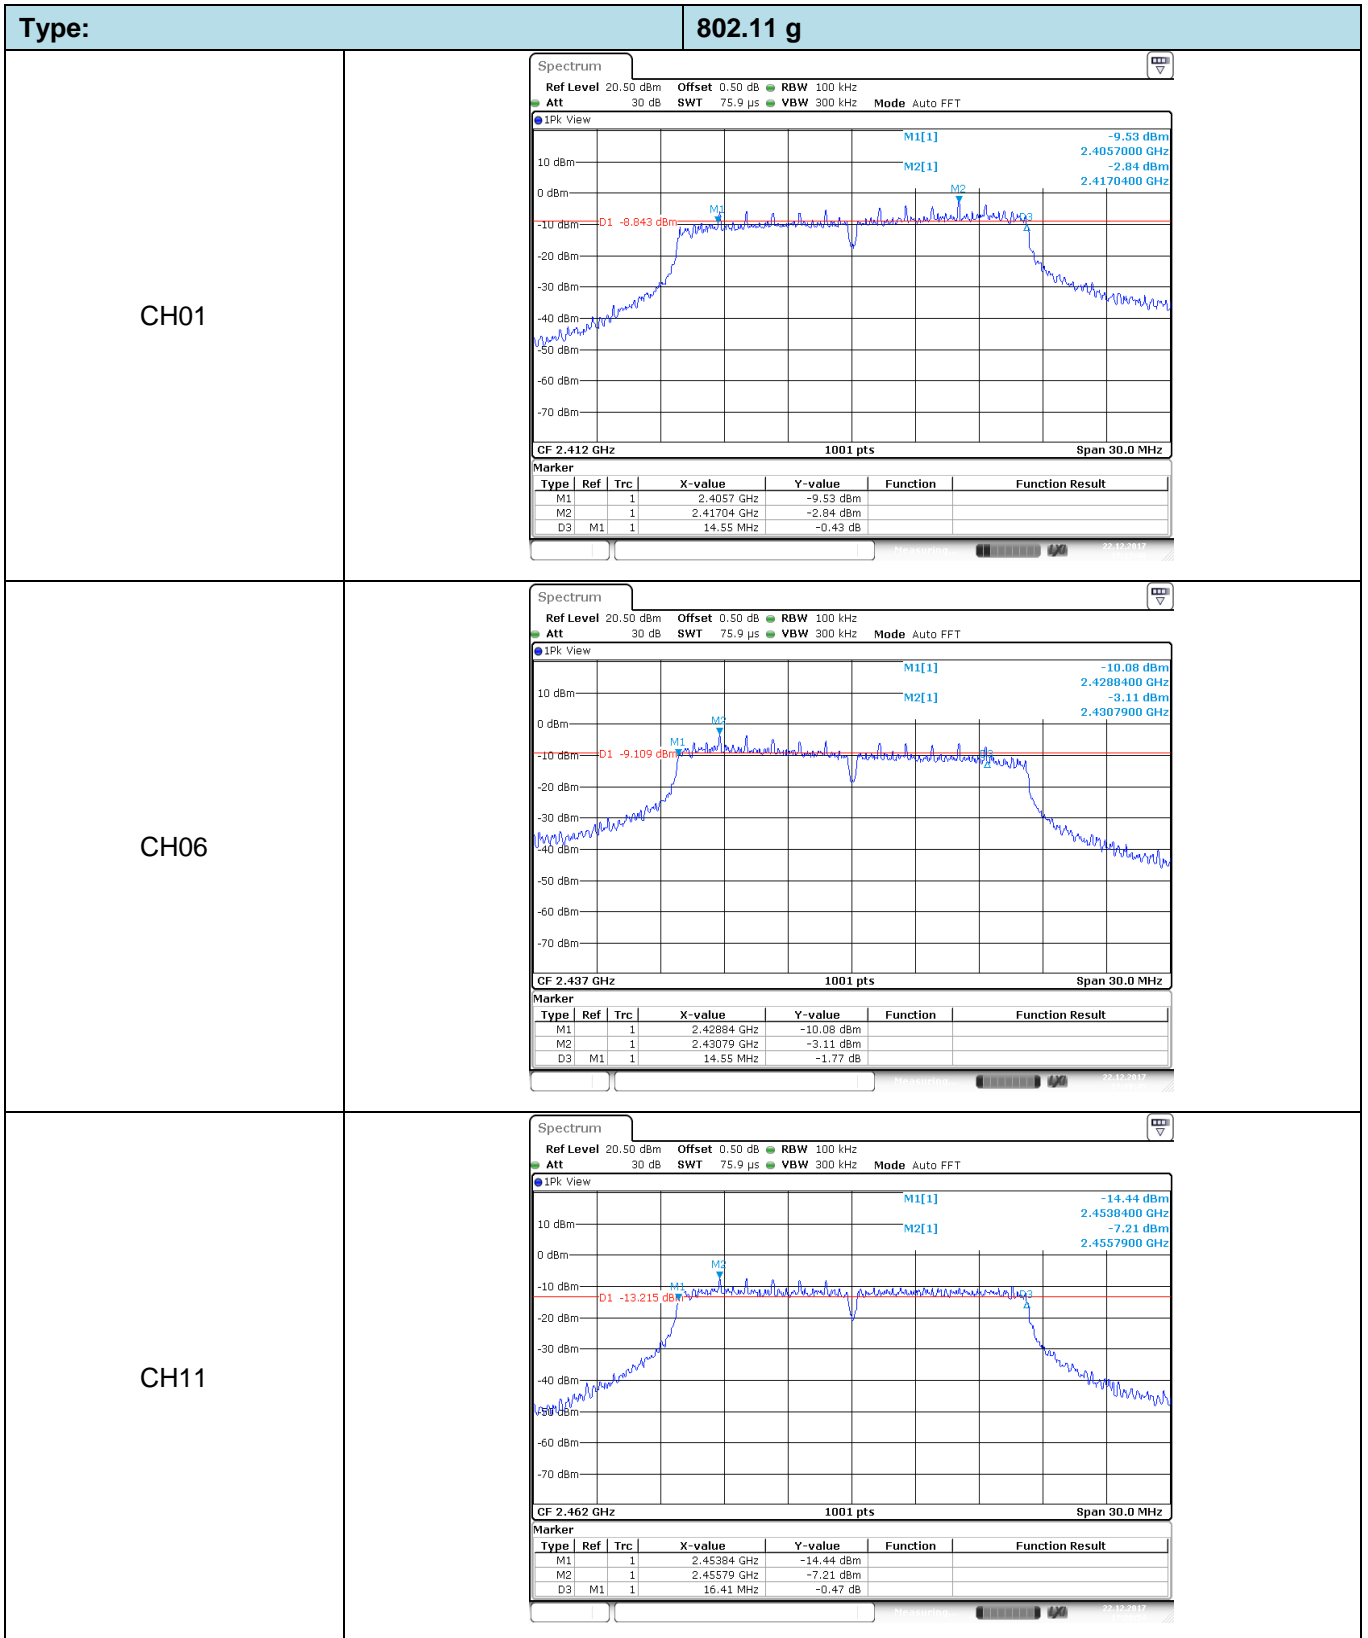 Type: 802.11 g
CH01
Spectrum
Ref Level 20.50 dBm Offset 0.50 dB RBW 100 kHz
Att 30 dB SWT 75.9 µs VBW 300 kHz Mode Auto FFT
1Pk View
M1[1] -9.53 dBm
2.4057000 GHz
10 dBm
M2[1] -2.84 dBm
2.4170400 GHz
0 dBm
M2
M1
D3
-10 dBm
D1 -8.843 dBm
-20 dBm
-30 dBm
-40 dBm
-50 dBm
-60 dBm
-70 dBm
CF 2.412 GHz 1001 pts Span 30.0 MHz
Marker
Type Ref Trc X-value Y-value Function Function Result
M1 1 2.4057 GHz -9.53 dBm
M2 1 2.41704 GHz -2.84 dBm
D3 M1 1 14.55 MHz -0.43 dB
Measuring 22.12.2017
CH06
Spectrum
Ref Level 20.50 dBm Offset 0.50 dB RBW 100 kHz
Att 30 dB SWT 75.9 µs VBW 300 kHz Mode Auto FFT
1Pk View
M1[1] -10.08 dBm
2.4288400 GHz
10 dBm
M2[1] -3.11 dBm
2.4307900 GHz
0 dBm
M2
M1
D3
-10 dBm
D1 -9.109 dBm
-20 dBm
-30 dBm
-40 dBm
-50 dBm
-60 dBm
-70 dBm
CF 2.437 GHz 1001 pts Span 30.0 MHz
Marker
Type Ref Trc X-value Y-value Function Function Result
M1 1 2.42884 GHz -10.08 dBm
M2 1 2.43079 GHz -3.11 dBm
D3 M1 1 14.55 MHz -1.77 dB
Measuring 22.12.2017
CH11
Spectrum
Ref Level 20.50 dBm Offset 0.50 dB RBW 100 kHz
Att 30 dB SWT 75.9 µs VBW 300 kHz Mode Auto FFT
1Pk View
M1[1] -14.44 dBm
2.4538400 GHz
10 dBm
M2[1] -7.21 dBm
2.4557900 GHz
0 dBm
M2
M1
D3
-10 dBm
D1 -13.215 dBm
-20 dBm
-30 dBm
-40 dBm
-50 dBm
-60 dBm
-70 dBm
CF 2.462 GHz 1001 pts Span 30.0 MHz
Marker
Type Ref Trc X-value Y-value Function Function Result
M1 1 2.45384 GHz -14.44 dBm
M2 1 2.45579 GHz -7.21 dBm
D3 M1 1 16.41 MHz -0.47 dB
Measuring 22.12.2017